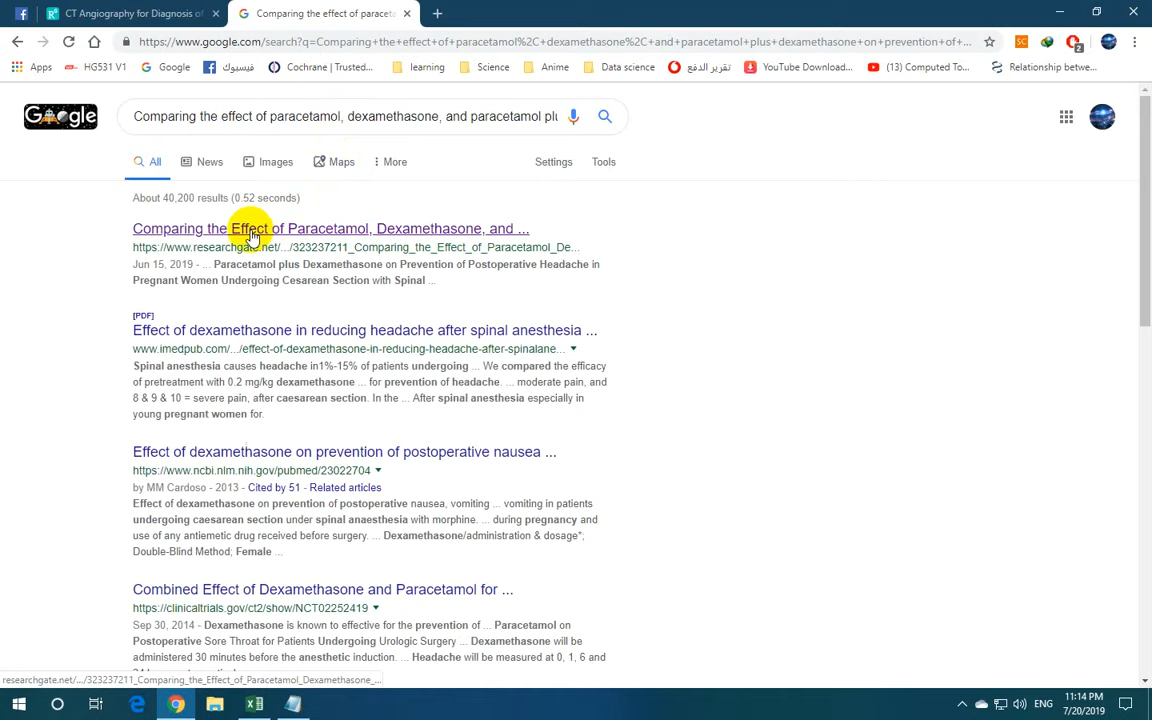 CT Angiography for Diagnosis of
Comparing the effect of paraceta
https://www.google.com/search?q=Comparing+the+effect+of+paracetamol%2C+dexamethasone%2C+and+paracetamol+plus+dexamethasone+on+prevention+of+...
Apps HG531 V1 Google فيسبوك Cochrane | Trusted... learning Science Anime Data science تقرير الدفع YouTube Download... (13) Computed To... Relationship betwe...
Google Comparing the effect of paracetamol, dexamethasone, and paracetamol plu
All News Images Maps More Settings Tools
About 40,200 results (0.52 seconds)
Comparing the Effect of Paracetamol, Dexamethasone, and ...
https://www.researchgate.net/.../323237211_Comparing_the_Effect_of_Paracetamol_De...
Jun 15, 2019 - ... Paracetamol plus Dexamethasone on Prevention of Postoperative Headache in
Pregnant Women Undergoing Cesarean Section with Spinal ...
[PDF]
Effect of dexamethasone in reducing headache after spinal anesthesia ...
www.imedpub.com/.../effect-of-dexamethasone-in-reducing-headache-after-spinalane...
Spinal anesthesia causes headache in1%-15% of patients undergoing ... We compared the efficacy
of pretreatment with 0.2 mg/kg dexamethasone ... for prevention of headache. ... moderate pain, and
8 & 9 & 10 = severe pain, after caesarean section. In the ... After spinal anesthesia especially in
young pregnant women for.
Effect of dexamethasone on prevention of postoperative nausea ...
https://www.ncbi.nlm.nih.gov/pubmed/23022704
by MM Cardoso - 2013 - Cited by 51 - Related articles
Effect of dexamethasone on prevention of postoperative nausea, vomiting ... vomiting in patients
undergoing caesarean section under spinal anaesthesia with morphine. ... during pregnancy and
use of any antiemetic drug received before surgery. ... Dexamethasone/administration & dosage*;
Double-Blind Method; Female ...
Combined Effect of Dexamethasone and Paracetamol for ...
https://clinicaltrials.gov/ct2/show/NCT02252419
Sep 30, 2014 - Dexamethasone is known to effective for the prevention of ... Paracetamol on
Postoperative Sore Throat for Patients Undergoing Urologic Surgery ... Dexamethasone will be
administered 30 minutes before the anesthetic induction. ... Headache will be measured at 0, 1, 6 and
researchgate.net/.../323237211_Comparing_the_Effect_of_Paracetamol_Dexamethasone_...
ENG
11:14 PM
7/20/2019